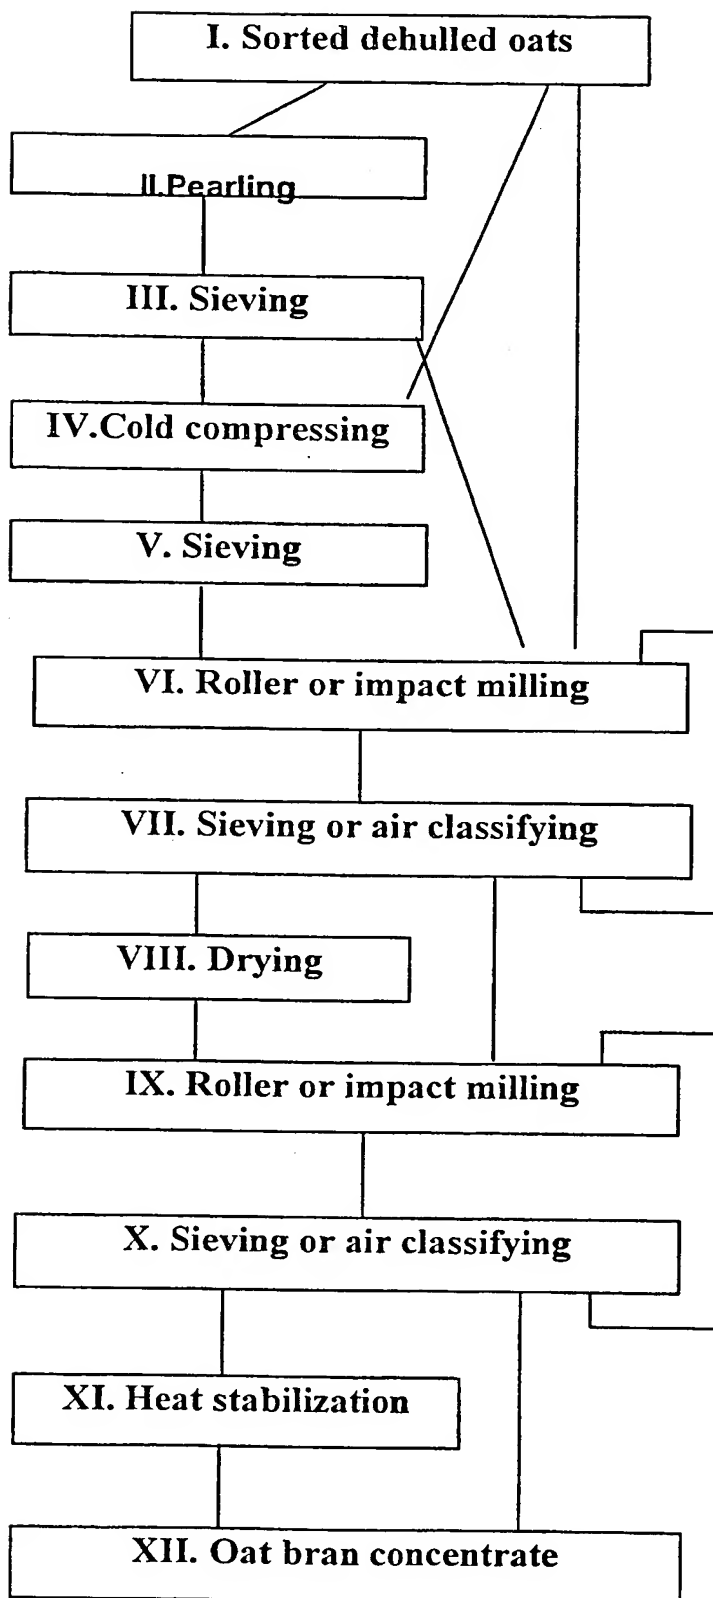 I. Sorted dehulled oats
II.Pearling
III. Sieving
IV.Cold compressing
V. Sieving
VI. Roller or impact milling
VII. Sieving or air classifying
VIII. Drying
IX. Roller or impact milling
X. Sieving or air classifying
XI. Heat stabilization
XII. Oat bran concentrate